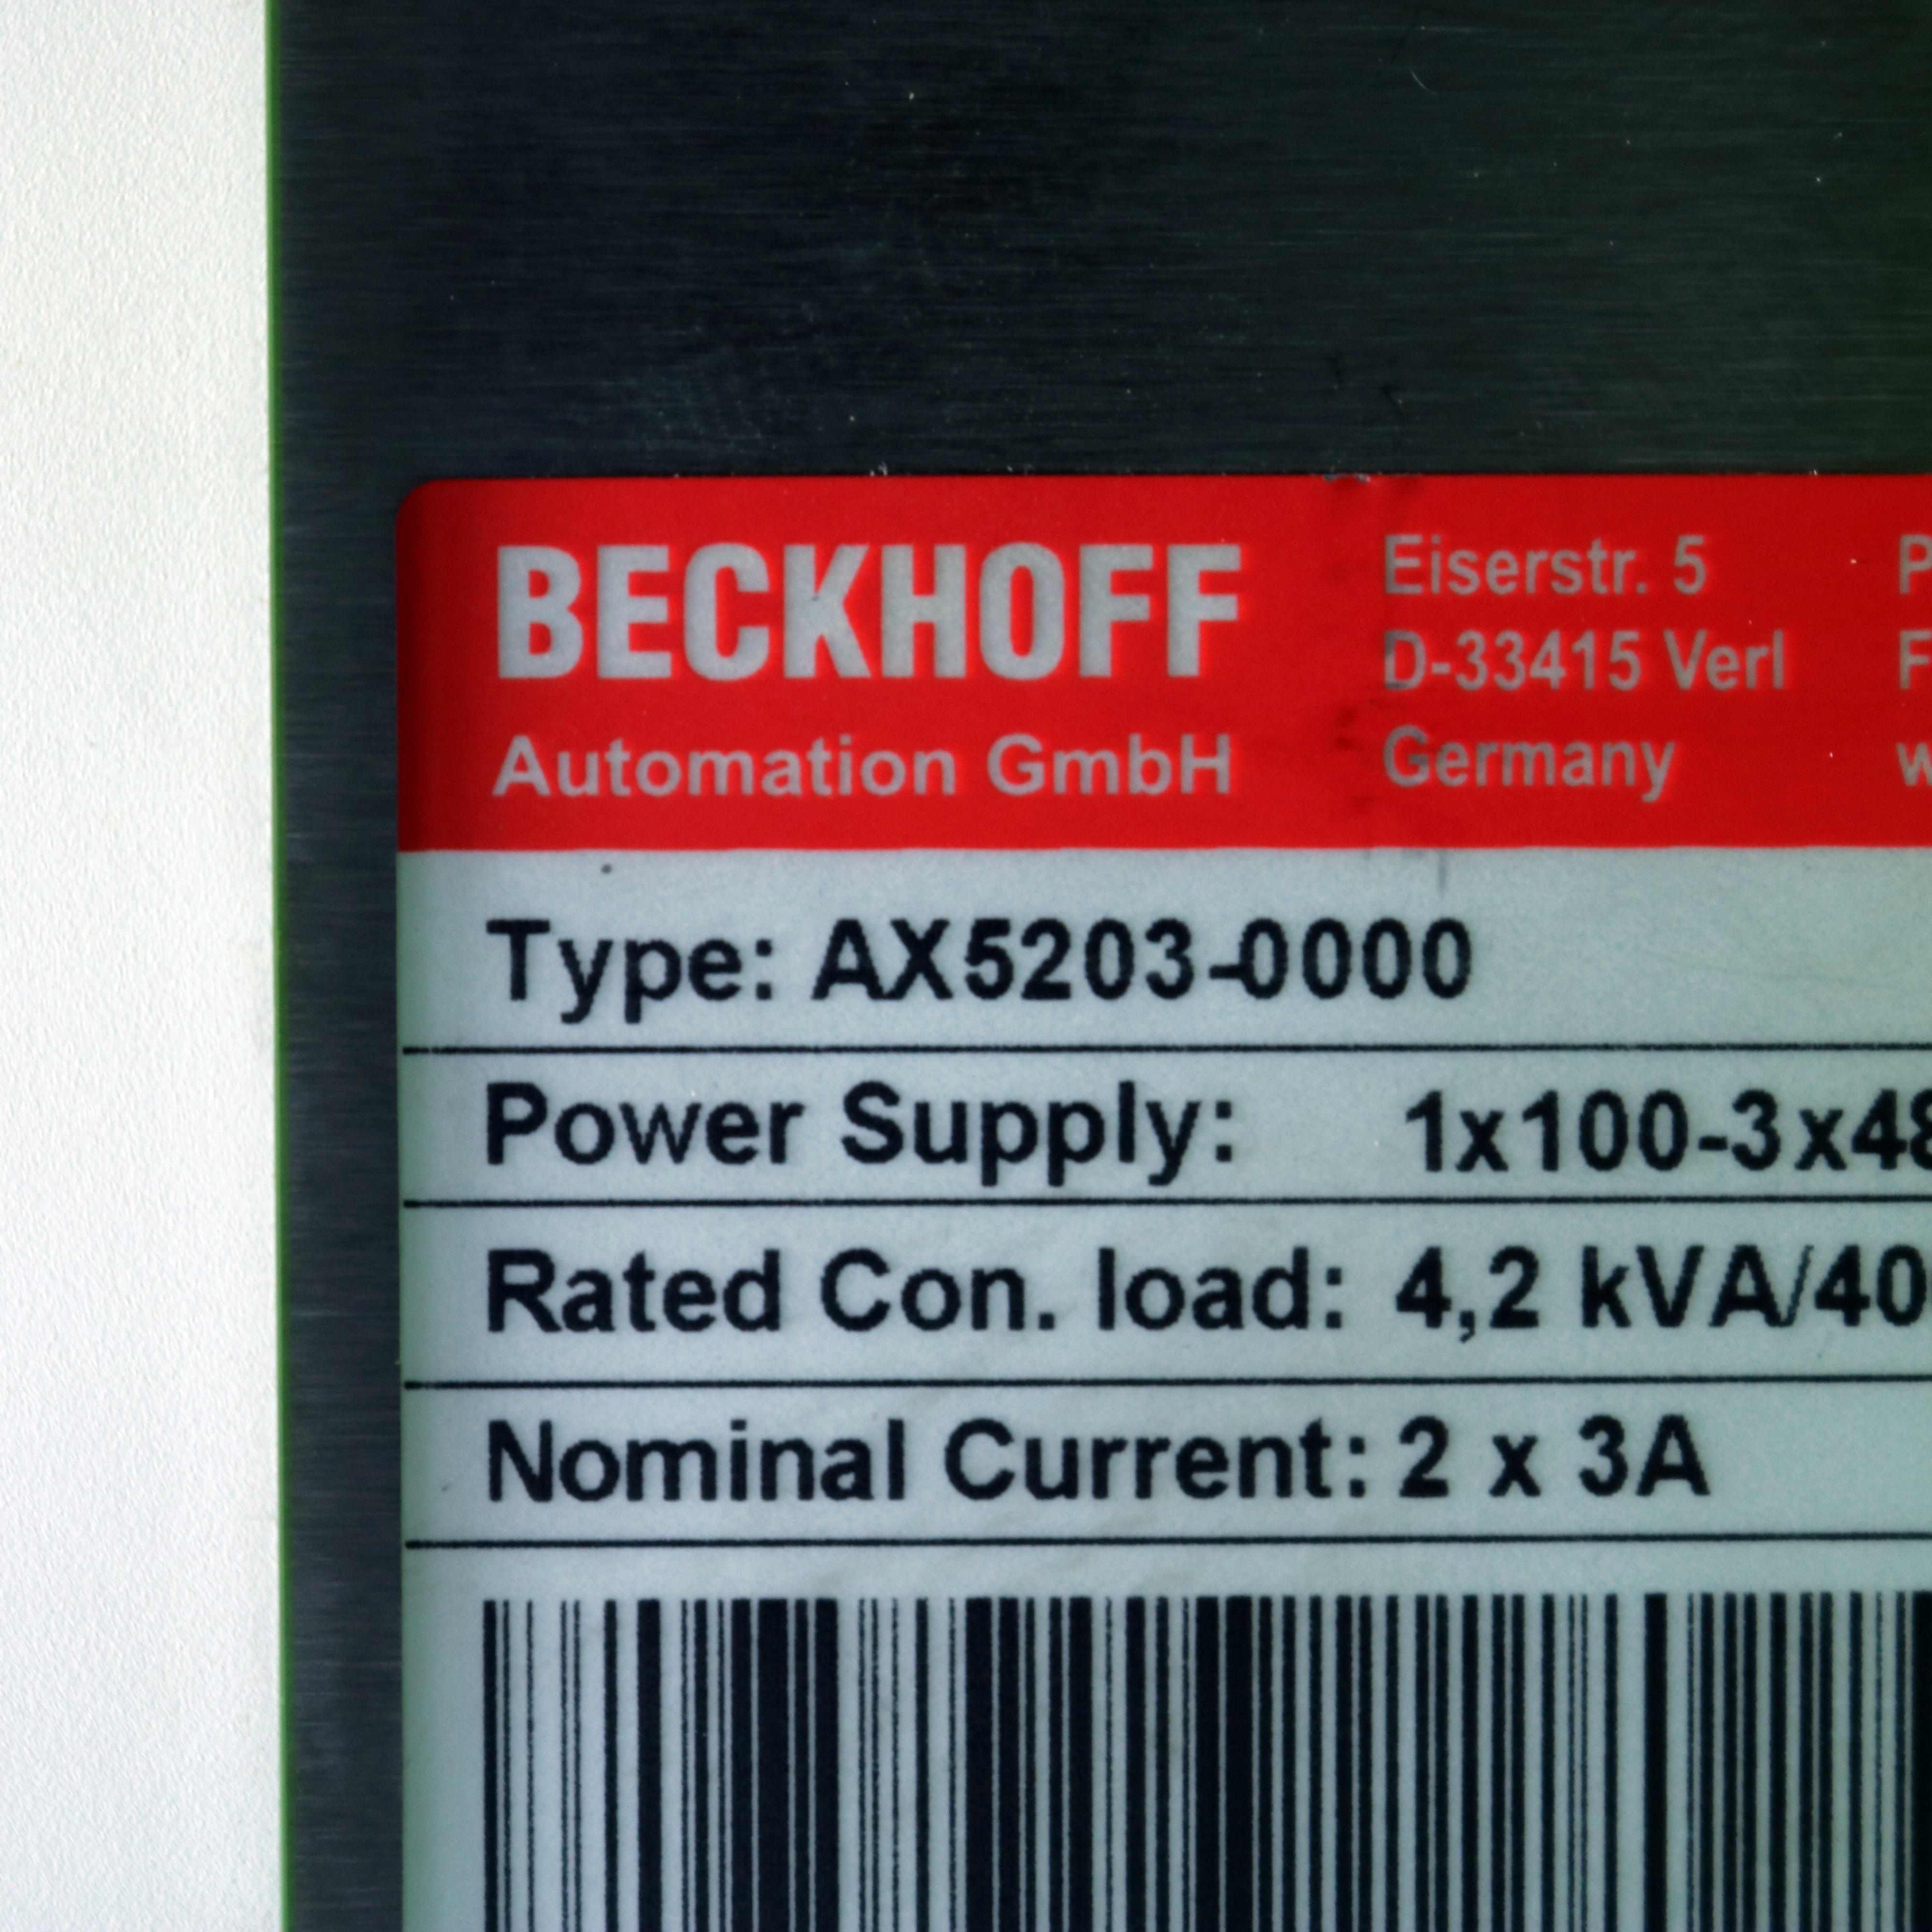 BECKHOFF
Automation GmbH
Eiserstr. 5
D-33415 Verl
Germany
P
F
w
Type: AX5203-0000
Power Supply: 1x100-3x48
Rated Con. load: 4,2 kVA/40
Nominal Current: 2 x 3A